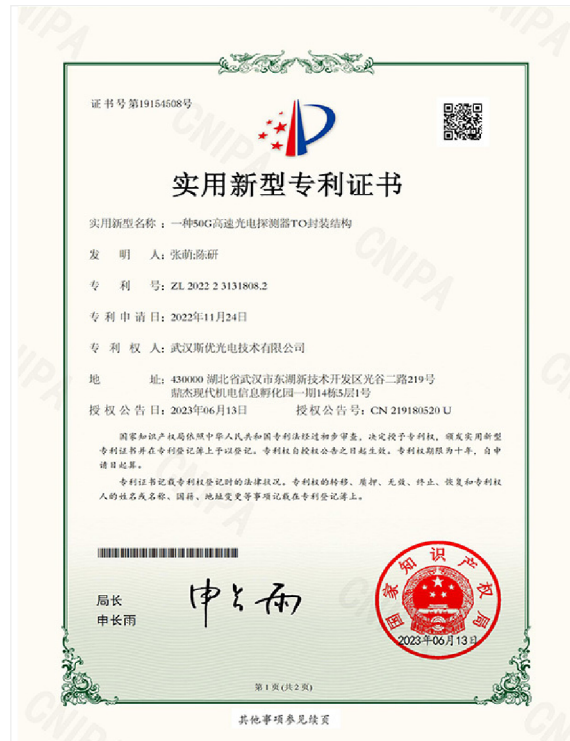 证书号第19154508号
实用新型专利证书
实用新型名称：一种50G高速光电探测器TO封装结构
发明人：张萌;陈研
专利号：ZL 2022 2 3131808.2
专利申请日：2022年11月24日
专利权人：武汉斯优光电技术有限公司
地址：430000 湖北省武汉市东湖新技术开发区光谷二路219号
鼎杰现代机电信息孵化园一期14栋5层1号
授权公告日：2023年06月13日 授权公告号：CN 219180520 U
国家知识产权局依照中华人民共和国专利法经过初步审查，决定授予专利权，颁发实用新型
专利证书并在专利登记簿上予以登记。专利权自授权公告之日起生效。专利权期限为十年，自申
请日起算。
专利证书记载专利权登记时的法律状况。专利权的转移、质押、无效、终止、恢复和专利权
人的姓名或名称、国籍、地址变更等事项记载在专利登记簿上。
局长
申长雨
申长雨
国家知识产权局
2023年06月13日
第1页(共2页)
其他事项参见续页
CNIPA
CNIPA
CNIPA
CNIPA
CNIPA
CNIPA